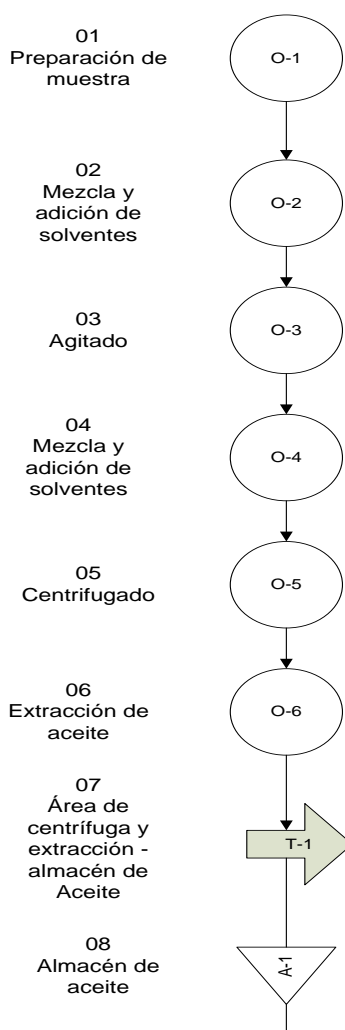 01
Preparación de
muestra
O-1
02
Mezcla y
adición de
solventes
O-2
03
Agitado
O-3
04
Mezcla y
adición de
solventes
O-4
05
Centrifugado
O-5
06
Extracción de
aceite
O-6
07
Área de
centrífuga y
extracción -
almacén de
Aceite
T-1
08
Almacén de
aceite
A-1